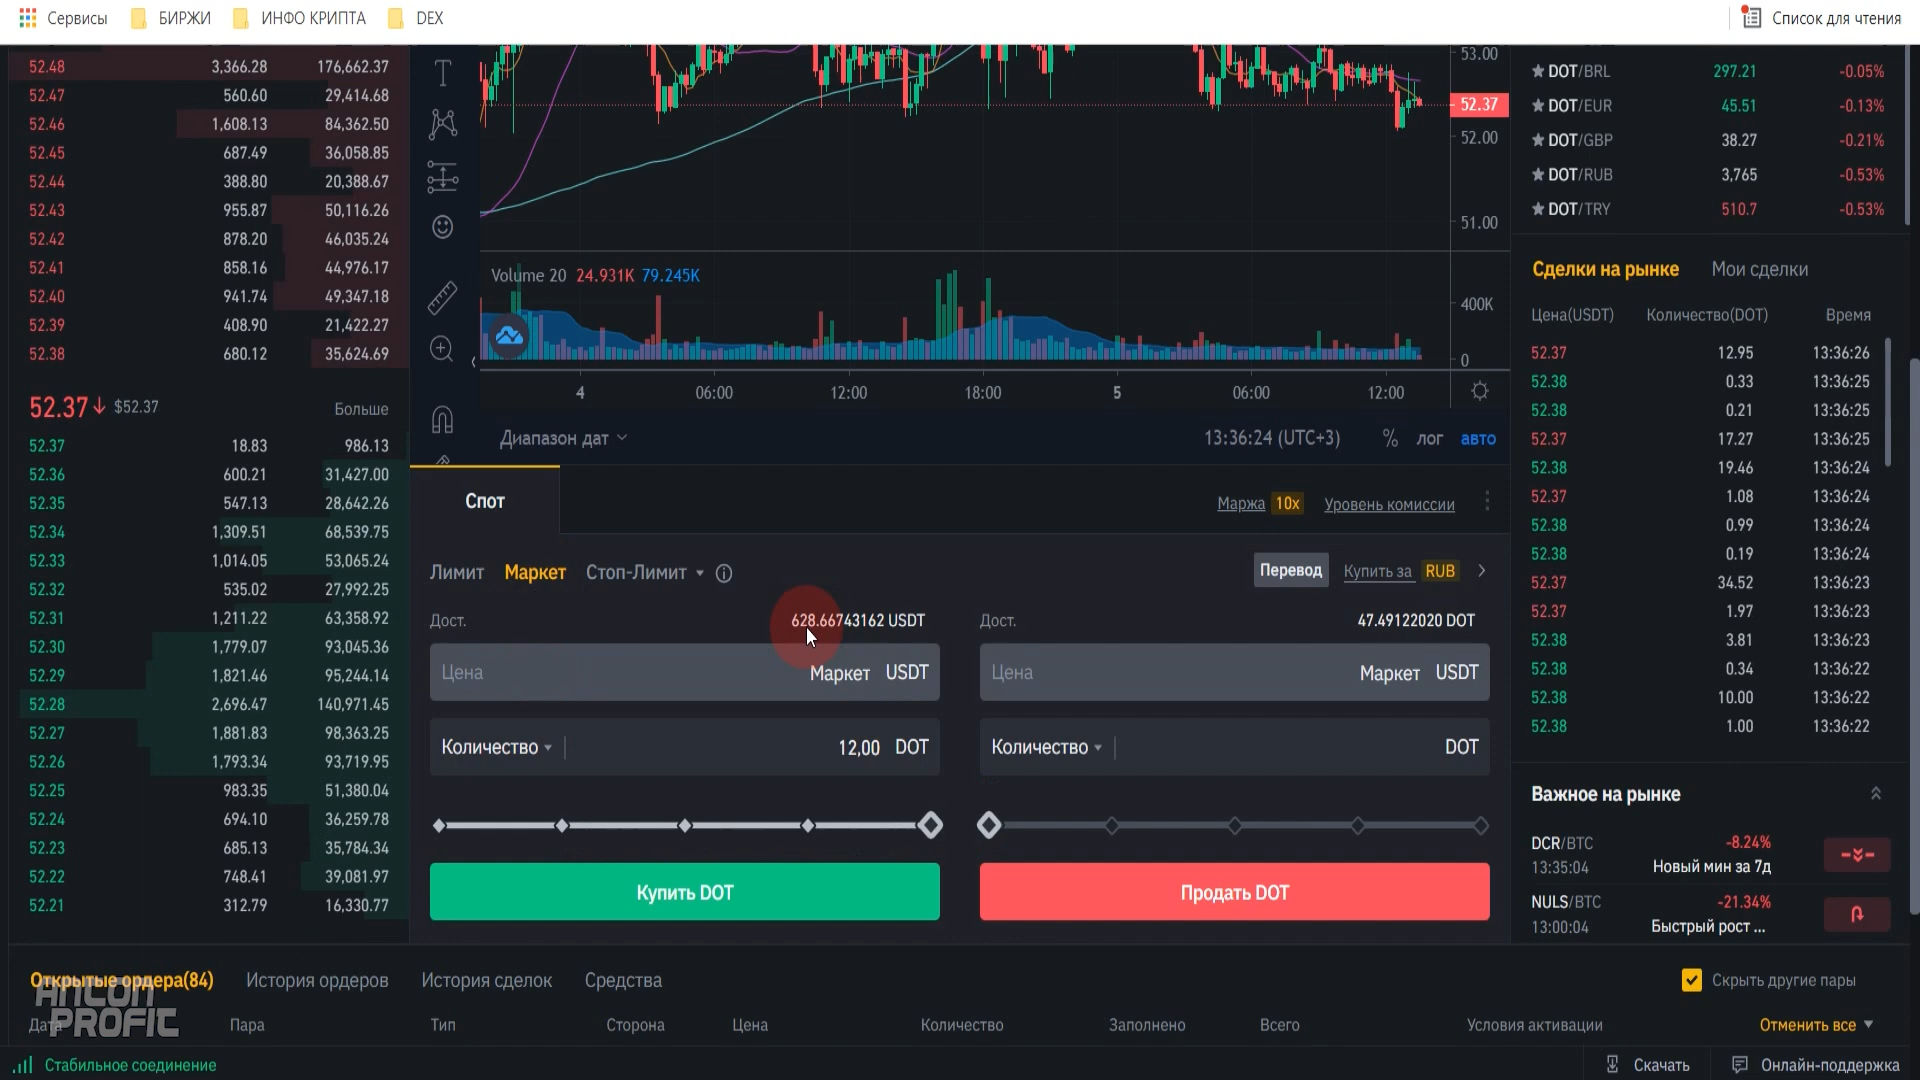 Сервисы БИРЖИ ИНФО КРИПТА DEX Список для чтения
52.48 3,366.28 176,662.37
52.47 560.60 29,414.68
52.46 1,608.13 84,362.50
52.45 687.49 36,058.85
52.44 388.80 20,388.67
52.43 955.87 50,116.26
52.42 878.20 46,035.24
52.41 858.16 44,976.17
52.40 941.74 49,347.18
52.39 408.90 21,422.27
52.38 680.12 35,624.69
52.37 $52.37 Больше
52.37 18.83 986.13
52.36 600.21 31,427.00
52.35 547.13 28,642.26
52.34 1,309.51 68,539.75
52.33 1,014.05 53,065.24
52.32 535.02 27,992.25
52.31 1,211.22 63,358.92
52.30 1,779.07 93,045.36
52.29 1,821.46 95,244.14
52.28 2,696.47 140,971.45
52.27 1,881.83 98,363.25
52.26 1,793.34 93,719.95
52.25 983.35 51,380.04
52.24 694.10 36,259.78
52.23 685.13 35,784.34
52.22 748.41 39,081.97
52.21 312.79 16,330.77
53.00
52.37
52.00
51.00
Volume 20 24.931K 79.245K
400K
0
4 06:00 12:00 18:00 5 06:00 12:00
Диапазон дат 13:36:24 (UTC+3) % лог авто
Спот Маржа 10x Уровень комиссии
Лимит Маркет Стоп-Лимит Перевод Купить за RUB
Дост. 628.66743162 USDT
Цена Маркет USDT
Количество 12,00 DOT
Купить DOT
Дост. 47.49122020 DOT
Цена Маркет USDT
Количество DOT
Продать DOT
DOT/BRL 297.21 -0.05%
DOT/EUR 45.51 -0.13%
DOT/GBP 38.27 -0.21%
DOT/RUB 3,765 -0.53%
DOT/TRY 510.7 -0.53%
Сделки на рынке Мои сделки
Цена(USDT) Количество(DOT) Время
52.37 12.95 13:36:26
52.38 0.33 13:36:25
52.38 0.21 13:36:25
52.37 17.27 13:36:25
52.38 19.46 13:36:24
52.37 1.08 13:36:24
52.38 0.99 13:36:24
52.38 0.19 13:36:24
52.37 34.52 13:36:23
52.37 1.97 13:36:23
52.38 3.81 13:36:23
52.38 0.34 13:36:22
52.38 10.00 13:36:22
52.38 1.00 13:36:22
Важное на рынке
DCR/BTC -8.24%
13:35:04 Новый мин за 7д
NULS/BTC -21.34%
13:00:04 Быстрый рост ...
Открытые ордера(84) История ордеров История сделок Средства Скрыть другие пары
Дата Пара Тип Сторона Цена Количество Заполнено Всего Условия активации Отменить все
ANCON
PROFIT
Стабильное соединение Скачать Онлайн-поддержка